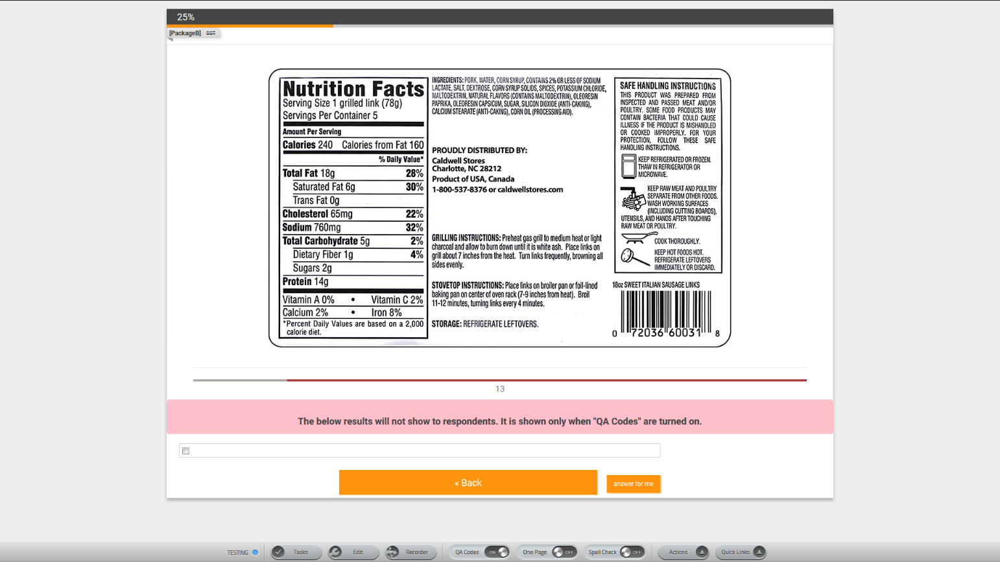 25%
[PackageB] SST
Nutrition Facts
Serving Size 1 grilled link (78g)
Servings Per Container 5
Amount Per Serving
Calories 240 Calories from Fat 160
% Daily Value*
Total Fat 18g 28%
Saturated Fat 6g 30%
Trans Fat 0g
Cholesterol 65mg 22%
Sodium 760mg 32%
Total Carbohydrate 5g 2%
Dietary Fiber 1g 4%
Sugars 2g
Protein 14g
Vitamin A 0% • Vitamin C 2%
Calcium 2% • Iron 8%
*Percent Daily Values are based on a 2,000
calorie diet.
INGREDIENTS: PORK, WATER, CORN SYRUP, CONTAINS 2% OR LESS OF SODIUM
LACTATE, SALT, DEXTROSE, CORN SYRUP SOLIDS, SPICES, POTASSIUM CHLORIDE,
MALTODEXTRIN, NATURAL FLAVORS (CONTAINS MALTODEXTRIN), OLEORESIN
PAPRIKA, OLEORESIN CAPSICUM, SUGAR, SILICON DIOXIDE (ANTI-CAKING),
CALCIUM STEARATE (ANTI-CAKING), CORN OIL (PROCESSING AID).
PROUDLY DISTRIBUTED BY:
Caldwell Stores
Charlotte, NC 28212
Product of USA, Canada
1-800-537-8376 or caldwellstores.com
GRILLING INSTRUCTIONS: Preheat gas grill to medium heat or light
charcoal and allow to burn down until it is white ash. Place links on
grill about 7 inches from the heat. Turn links frequently, browning all
sides evenly.
STOVETOP INSTRUCTIONS: Place links on broiler pan or foil-lined
baking pan on center of oven rack (7-9 inches from heat). Broil
11-12 minutes, turning links every 4 minutes.
STORAGE: REFRIGERATE LEFTOVERS.
SAFE HANDLING INSTRUCTIONS
THIS PRODUCT WAS PREPARED FROM
INSPECTED AND PASSED MEAT AND/OR
POULTRY. SOME FOOD PRODUCTS MAY
CONTAIN BACTERIA THAT COULD CAUSE
ILLNESS IF THE PRODUCT IS MISHANDLED
OR COOKED IMPROPERLY. FOR YOUR
PROTECTION, FOLLOW THESE SAFE
HANDLING INSTRUCTIONS.
KEEP REFRIGERATED OR FROZEN.
THAW IN REFRIGERATOR OR
MICROWAVE.
KEEP RAW MEAT AND POULTRY
SEPARATE FROM OTHER FOODS.
WASH WORKING SURFACES
(INCLUDING CUTTING BOARDS),
UTENSILS, AND HANDS AFTER TOUCHING
RAW MEAT OR POULTRY.
COOK THOROUGHLY.
KEEP HOT FOODS HOT.
REFRIGERATE LEFTOVERS
IMMEDIATELY OR DISCARD.
18oz SWEET ITALIAN SAUSAGE LINKS
0 72036 60031 8
13
The below results will not show to respondents. It is shown only when "QA Codes" are turned on.
« Back
answer for me
TESTING Tasks Edit Recorder QA Codes ON One Page OFF Spell Check OFF Actions Quick Links